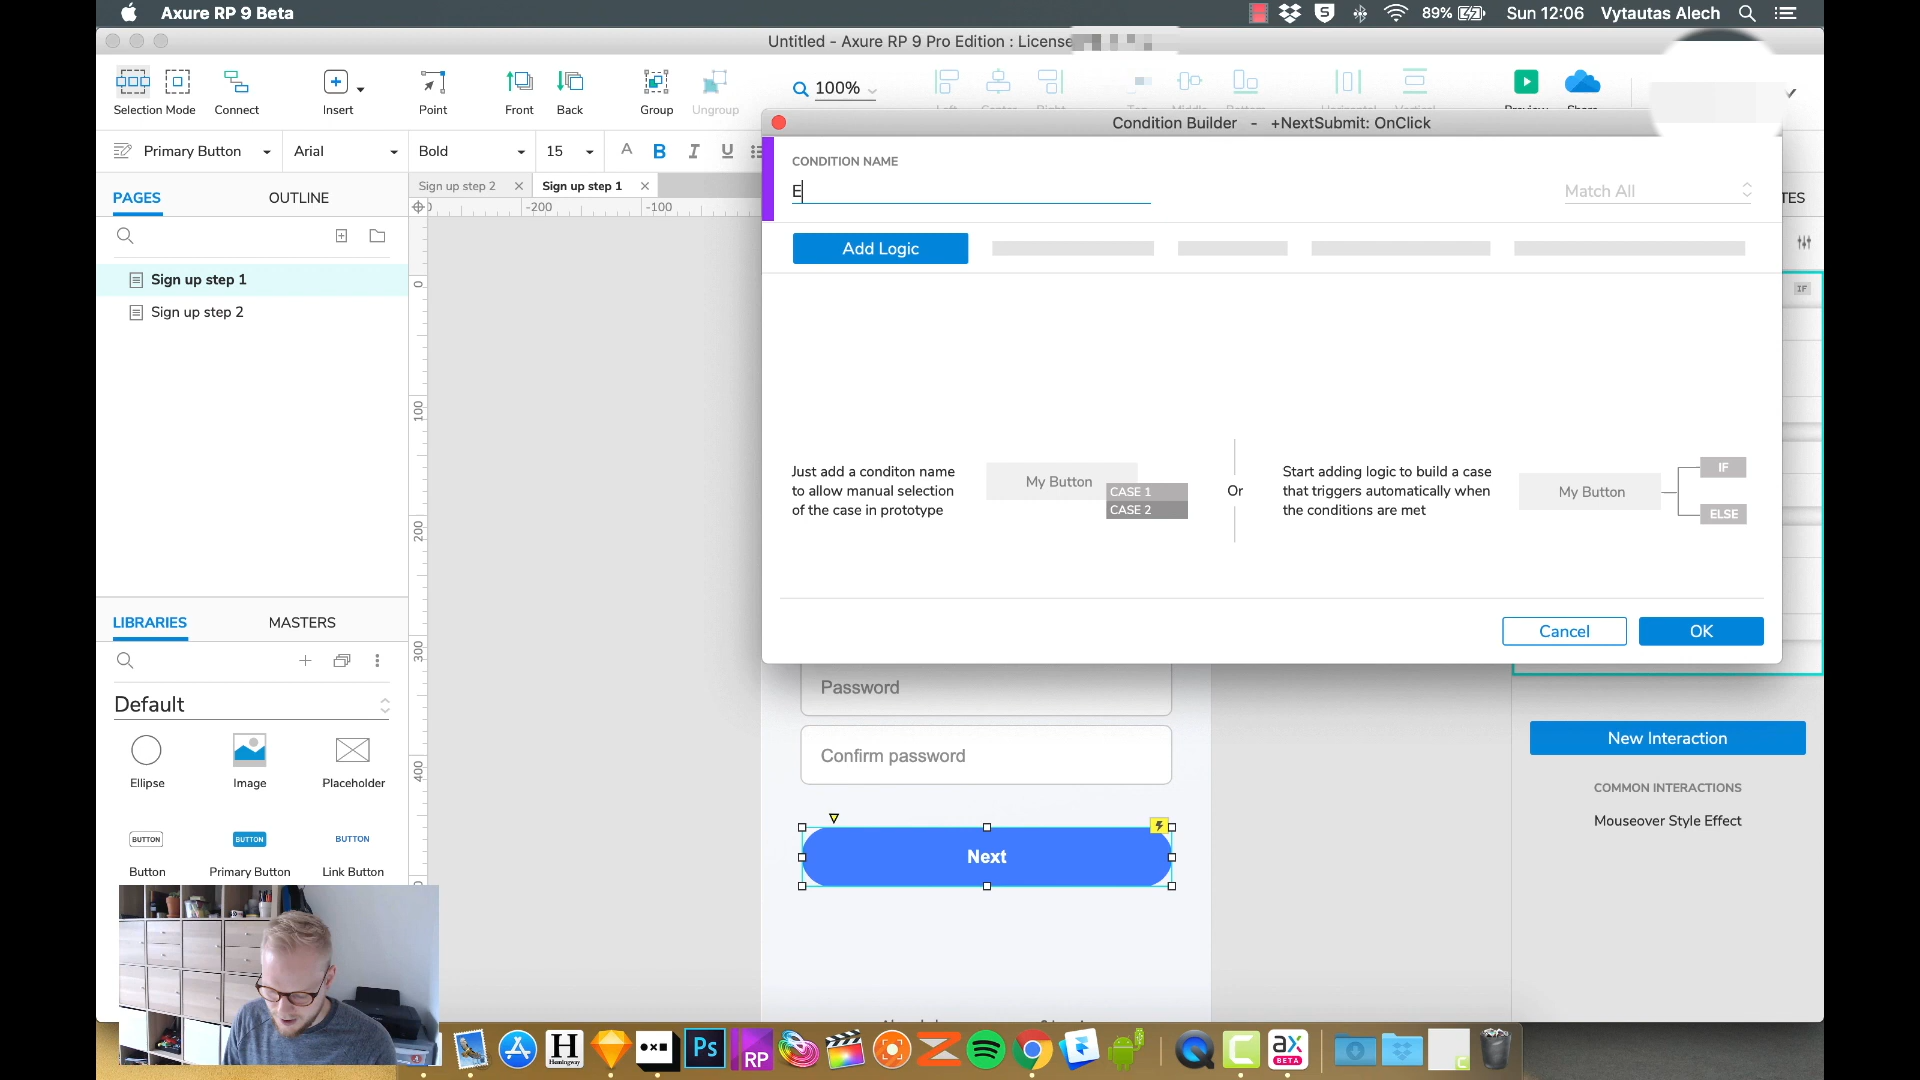 Axure RP 9 Beta
89%
Sun 12:06
Vytautas Alech
Untitled - Axure RP 9 Pro Edition : License
Selection Mode
Connect
Insert
Point
Front
Back
Group
Ungroup
100%
Primary Button
Arial
Bold
15
A
B
I
U
Condition Builder - +NextSubmit: OnClick
CONDITION NAME
E
Match All
Add Logic
PAGES
OUTLINE
Sign up step 2
Sign up step 1
-200
-100
Sign up step 1
Sign up step 2
IF
0
100
200
300
400
Just add a conditon name
to allow manual selection
of the case in prototype
My Button
CASE 1
CASE 2
Or
Start adding logic to build a case
that triggers automatically when
the conditions are met
My Button
IF
ELSE
Cancel
OK
LIBRARIES
MASTERS
Default
Ellipse
Image
Placeholder
BUTTON
BUTTON
BUTTON
Button
Primary Button
Link Button
Password
Confirm password
Next
New Interaction
COMMON INTERACTIONS
Mouseover Style Effect
H
Hemingway
Ps
RP
ax
BETA